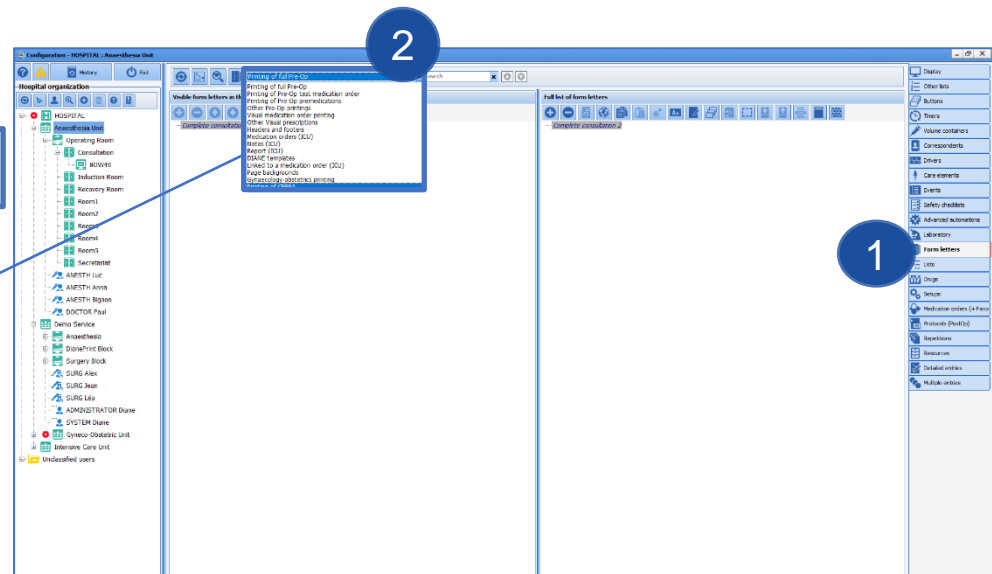 2
Configuration - HOSPITAL : Anaesthesia Unit
History
Exit
Hospital organization
HOSPITAL
Anaesthesia Unit
Operating Room
Consultation
BOW49
Induction Room
Recovery Room
Room1
Room2
Room3
Room4
Room5
Secretariat
ANESTH Luc
ANESTH Anna
ANESTH Bignon
DOCTOR Paul
Demo Service
Anaesthesia
DianePrint Block
Surgery Block
SURG Alex
SURG Jean
SURG Léa
ADMINISTRATOR Diane
SYSTEM Diane
Gyneco-Obstetric Unit
Intensive Care Unit
Unclassified users
Printing of full Pre-Op
Printing of full Pre-Op
Printing of Pre-Op test medication order
Printing of Pre-Op premedications
Other Pre-Op printings
Visual medication order printing
Other Visual prescriptions
Headers and footers
Medication orders (ICU)
Notes (ICU)
Report (ICU)
DIANE templates
Linked to a medication order (ICU)
Page backgrounds
Gynaecology obstetrics printing
Printing of
Visible form letters in th
Complete consultatio
Full list of form letters
Complete consultation 2
1
Display
Other lists
Buttons
Timers
Volume containers
Correspondents
Drivers
Care elements
Events
Safety checklists
Advanced automations
Laboratory
Form letters
Lists
Drugs
Setups
Medication orders (+ Favo
Protocols (PostOp)
Repetitions
Resources
Detailed entries
Multiple entries